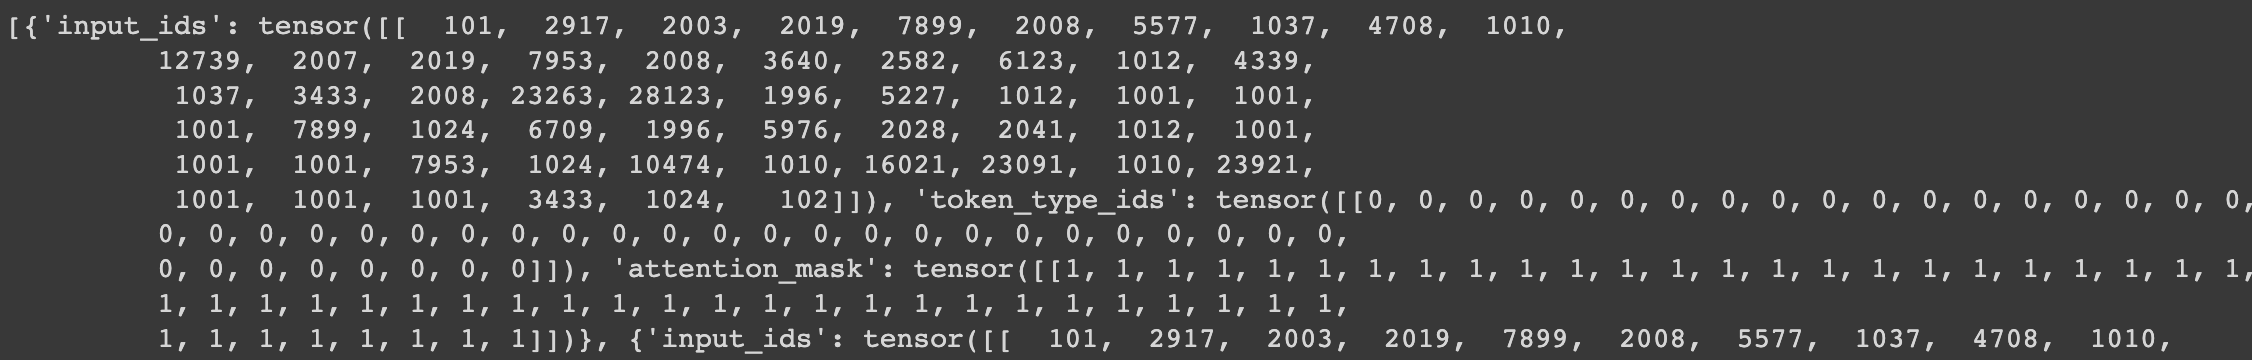 [{'input_ids': tensor([[  101,  2917,  2003,  2019,  7899,  2008,  5577,  1037,  4708,  1010,
         12739,  2007,  2019,  7953,  2008,  3640,  2582,  6123,  1012,  4339,
          1037,  3433,  2008, 23263, 28123,  1996,  5227,  1012,  1001,  1001,
          1001,  7899,  1024,  6709,  1996,  5976,  2028,  2041,  1012,  1001,
          1001,  1001,  7953,  1024, 10474,  1010, 16021, 23091,  1010, 23921,
          1001,  1001,  1001,  3433,  1024,   102]]), 'token_type_ids': tensor([[0, 0, 0, 0, 0, 0, 0, 0, 0, 0, 0, 0, 0, 0, 0, 0, 0, 0,
         0, 0, 0, 0, 0, 0, 0, 0, 0, 0, 0, 0, 0, 0, 0, 0, 0, 0, 0, 0, 0, 0, 0, 0,
         0, 0, 0, 0, 0, 0, 0, 0]]), 'attention_mask': tensor([[1, 1, 1, 1, 1, 1, 1, 1, 1, 1, 1, 1, 1, 1, 1, 1, 1, 1, 1, 1, 1, 1, 1, 1,
         1, 1, 1, 1, 1, 1, 1, 1, 1, 1, 1, 1, 1, 1, 1, 1, 1, 1, 1, 1, 1, 1, 1, 1,
         1, 1, 1, 1, 1, 1, 1, 1]])}, {'input_ids': tensor([[  101,  2917,  2003,  2019,  7899,  2008,  5577,  1037,  4708,  1010,